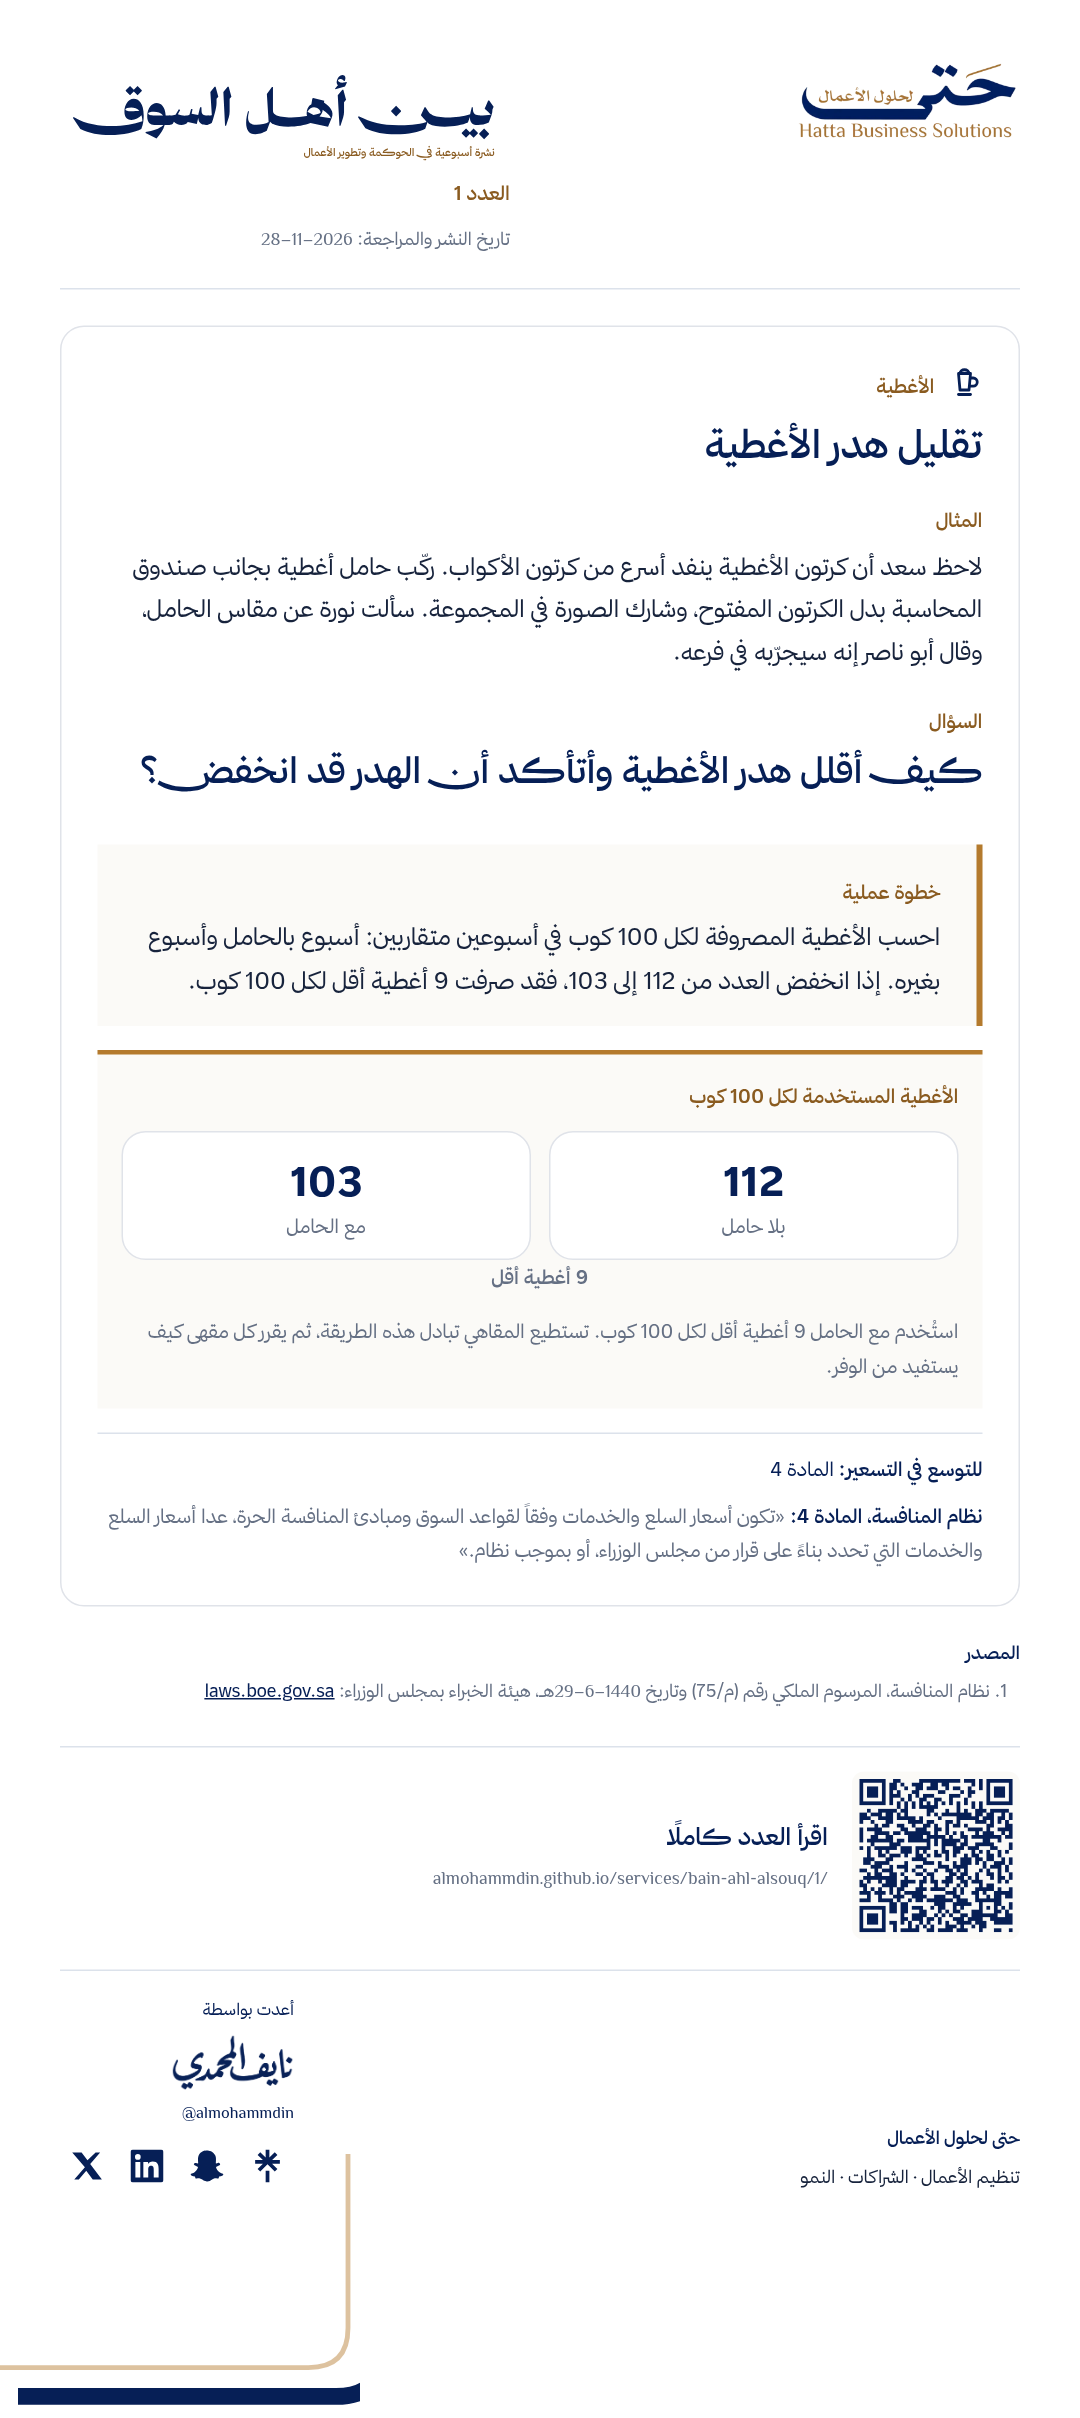 حتى
لحلول الأعمال
Hatta Business Solutions
بين أهل السوق
نشرة أسبوعية في الحوكمة وتطوير الأعمال
العدد 1
تاريخ النشر والمراجعة: 2026–11–28
الأغطية
تقليل هدر الأغطية
المثال
لاحظ سعد أن كرتون الأغطية ينفد أسرع من كرتون الأكواب. ركّب حامل أغطية بجانب صندوق
المحاسبة بدل الكرتون المفتوح، وشارك الصورة في المجموعة. سألت نورة عن مقاس الحامل،
وقال أبو ناصر إنه سيجرّبه في فرعه.
السؤال
كيف أقلل هدر الأغطية وأتأكد أن الهدر قد انخفض؟
خطوة عملية
احسب الأغطية المصروفة لكل 100 كوب في أسبوعين متقاربين: أسبوع بالحامل وأسبوع
بغيره. إذا انخفض العدد من 112 إلى 103، فقد صرفت 9 أغطية أقل لكل 100 كوب.
الأغطية المستخدمة لكل 100 كوب
112
بلا حامل
103
مع الحامل
9 أغطية أقل
استُخدم مع الحامل 9 أغطية أقل لكل 100 كوب. تستطيع المقاهي تبادل هذه الطريقة، ثم يقرر كل مقهى كيف
يستفيد من الوفر.
للتوسع في التسعير: المادة 4
نظام المنافسة، المادة 4: «تكون أسعار السلع والخدمات وفقاً لقواعد السوق ومبادئ المنافسة الحرة، عدا أسعار السلع
والخدمات التي تحدد بناءً على قرار من مجلس الوزراء، أو بموجب نظام.»
المصدر
1. نظام المنافسة، المرسوم الملكي رقم (م/75) وتاريخ 1440–6–29هـ، هيئة الخبراء بمجلس الوزراء: laws.boe.gov.sa
اقرأ العدد كاملًا
almohammdin.github.io/services/bain-ahl-alsouq/1/
أعدت بواسطة
نايف المحمدي
@almohammdin
حتى لحلول الأعمال
تنظيم الأعمال · الشراكات · النمو